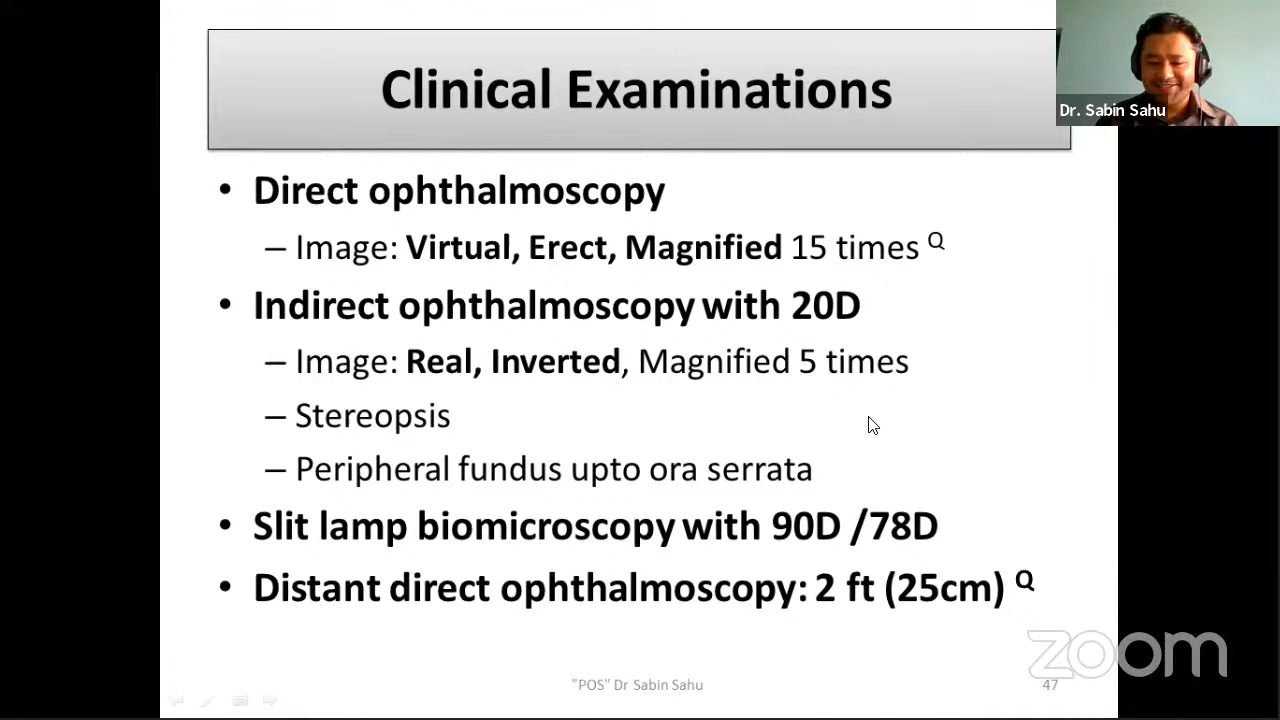 Clinical Examinations
Dr. Sabin Sahu
• Direct ophthalmoscopy
– Image: Virtual, Erect, Magnified 15 times Q
• Indirect ophthalmoscopy with 20D
– Image: Real, Inverted, Magnified 5 times
– Stereopsis
– Peripheral fundus upto ora serrata
• Slit lamp biomicroscopy with 90D /78D
• Distant direct ophthalmoscopy: 2 ft (25cm) Q
zoom
"POS" Dr Sabin Sahu
47